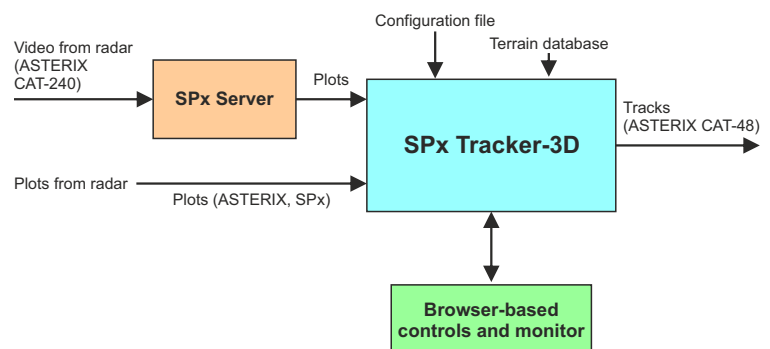 Configuration file
Terrain database
Video from radar
(ASTERIX
CAT-240)
SPx Server
Plots
SPx Tracker-3D
Tracks
(ASTERIX CAT-48)
Plots from radar
Plots (ASTERIX, SPx)
Browser-based
controls and monitor